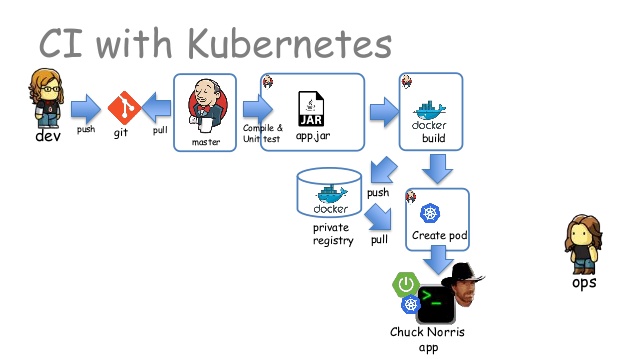 CI with Kubernetes
dev
push
git
pull
master
Compile &
Unit test
JAR
app.jar
docker
build
docker
private
registry
push
pull
Create pod
>_
Chuck Norris
app
ops